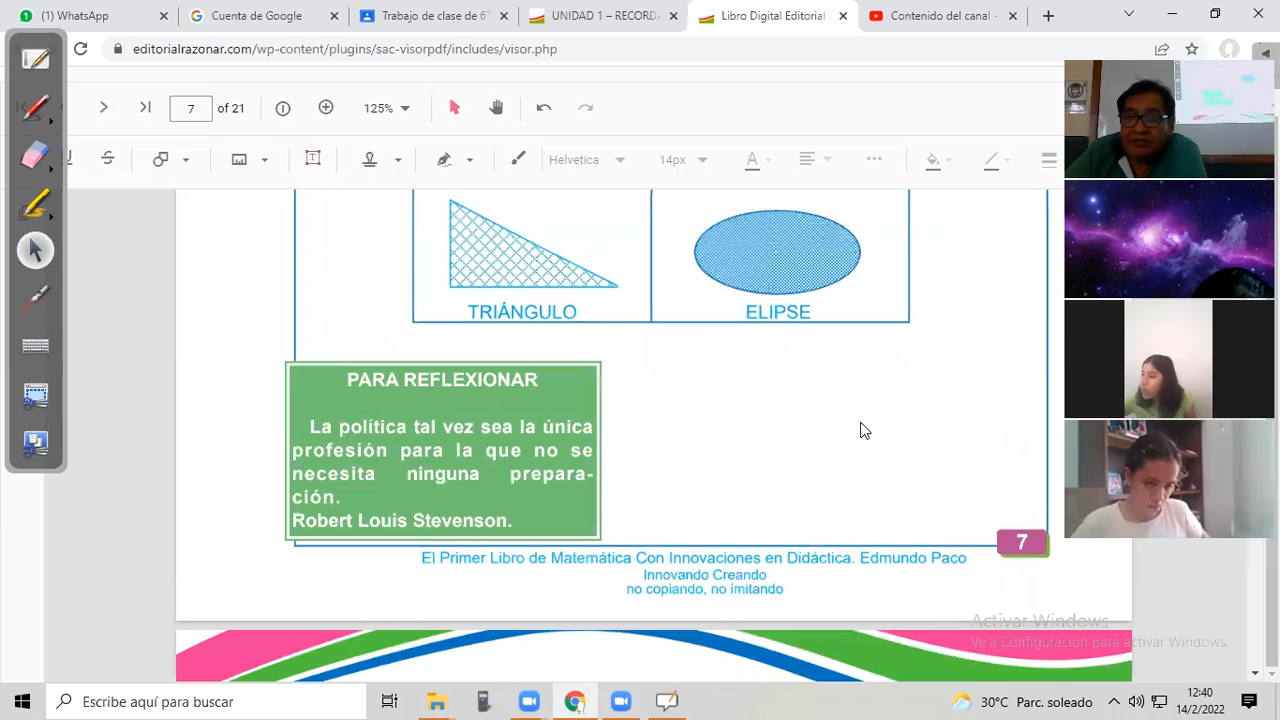 (1) WhatsApp
Cuenta de Google
Trabajo de clase de 6°
UNIDAD 1 – RECORDA
Libro Digital Editorial
Contenido del canal -
editorialrazonar.com/wp-content/plugins/sac-visorpdf/includes/visor.php
7 of 21
125%
Helvetica
14px
TRIÁNGULO
ELIPSE
PARA REFLEXIONAR
La política tal vez sea la única
profesión para la que no se
necesita ninguna prepara-
ción.
Robert Louis Stevenson.
7
El Primer Libro de Matemática Con Innovaciones en Didáctica. Edmundo Paco
Innovando Creando
no copiando, no imitando
Activar Windows
Ve a Configuración para activar Windows.
Escribe aquí para buscar
30°C Parc. soleado
12:40
14/2/2022